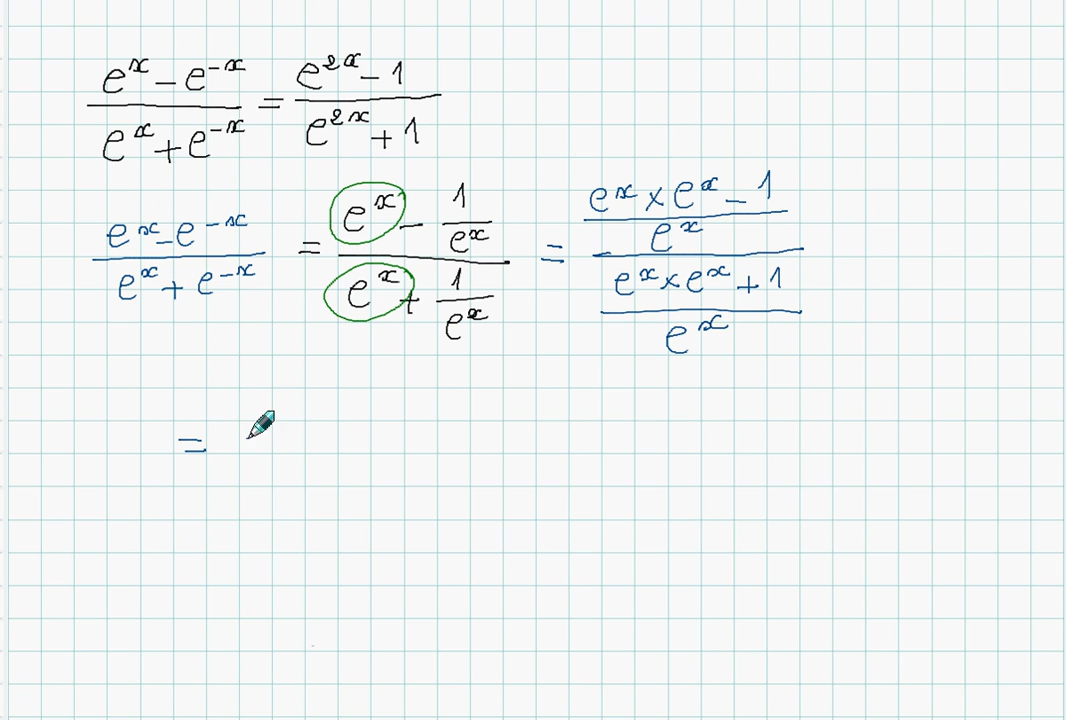 (e^x - e^-x)/(e^x + e^-x) = (e^2x - 1)/(e^2x + 1)
(e^x - e^-x)/(e^x + e^-x) = (e^x - 1/e^x)/(e^x + 1/e^x) = ((e^x × e^x - 1)/e^x)/((e^x × e^x + 1)/e^x)
=